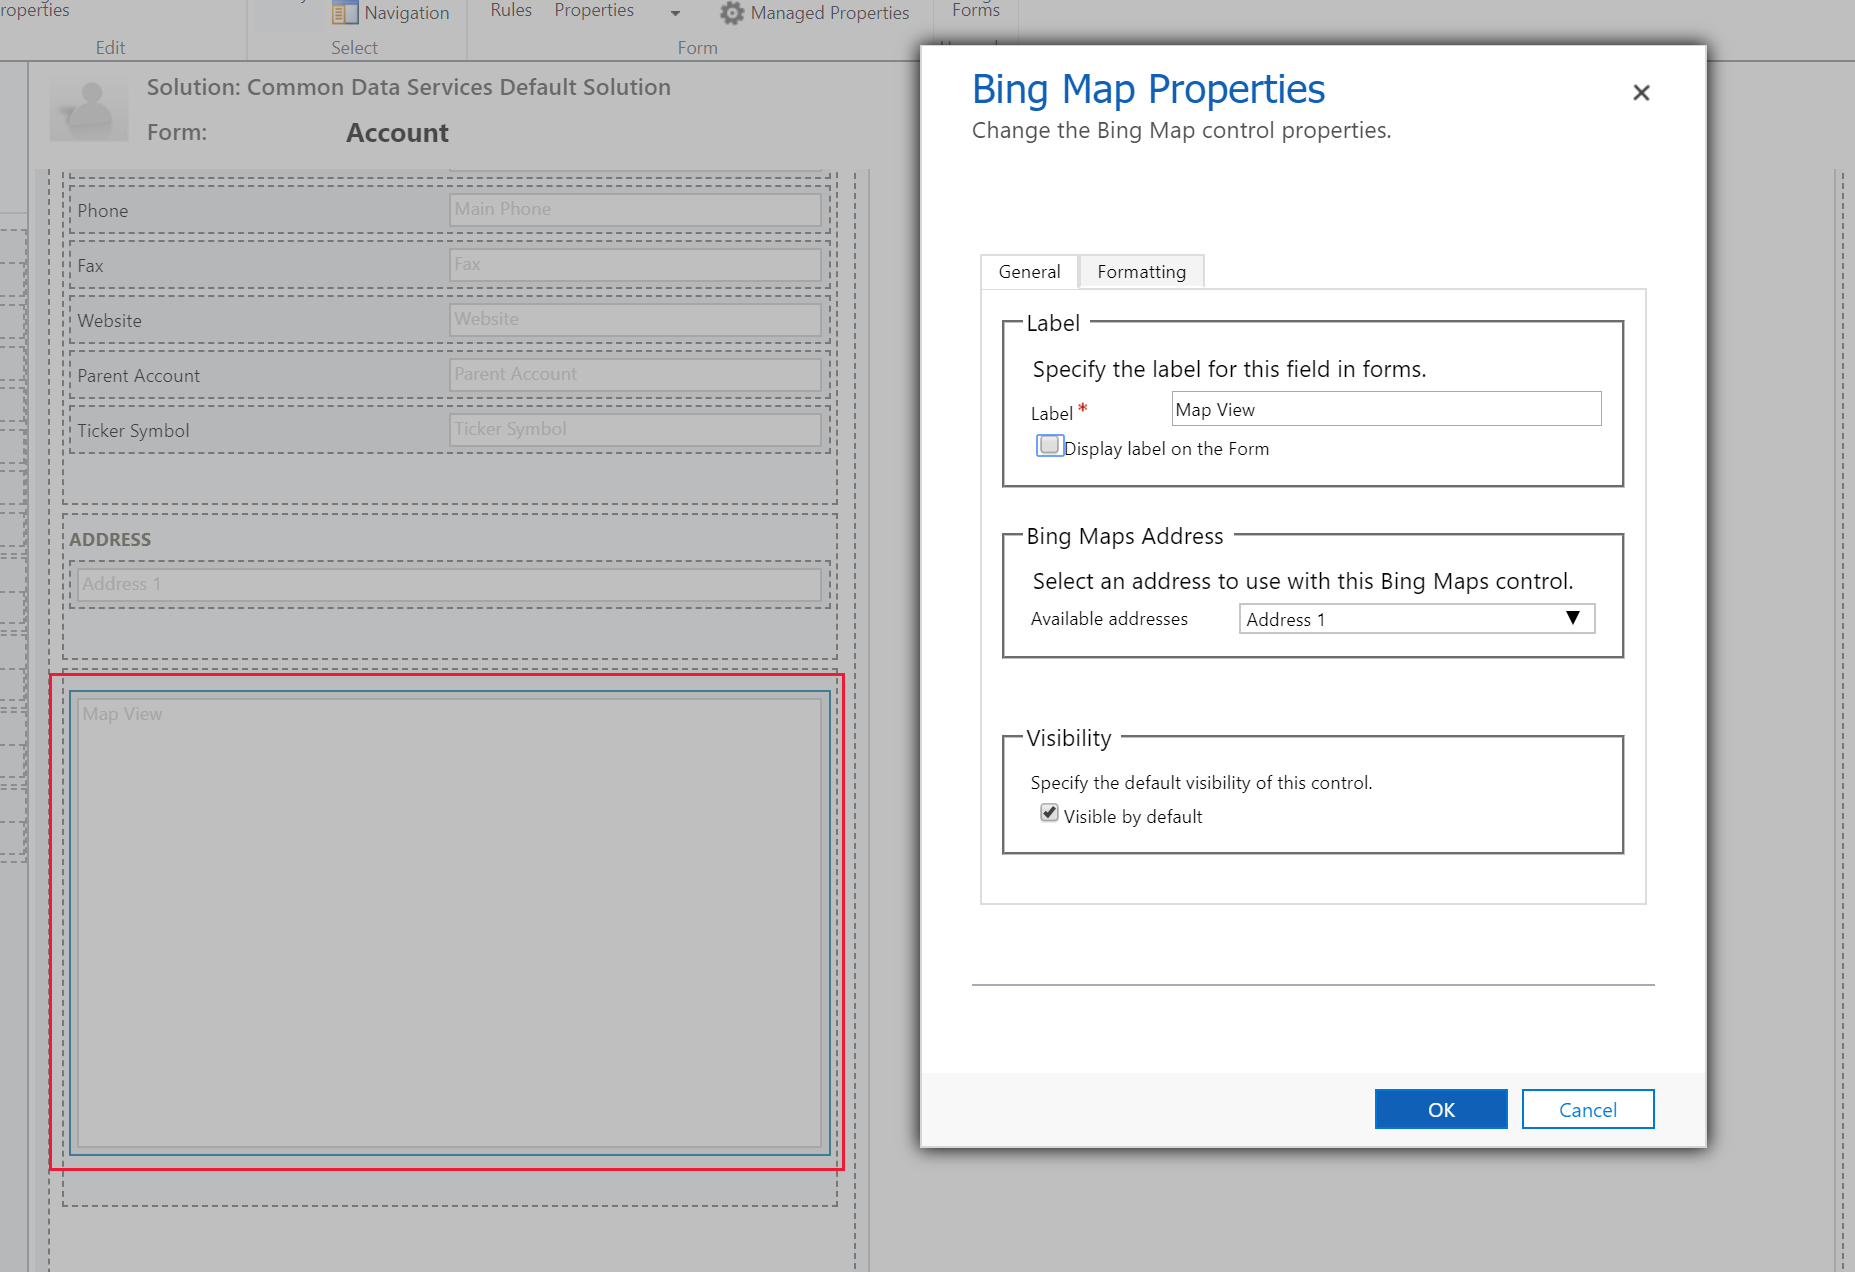 roperties
Navigation
Rules
Properties
Managed Properties
Forms
Edit
Select
Form
Solution: Common Data Services Default Solution
Form: Account
Phone
Main Phone
Fax
Fax
Website
Website
Parent Account
Parent Account
Ticker Symbol
Ticker Symbol
ADDRESS
Address 1
Map View
Bing Map Properties
Change the Bing Map control properties.
General
Formatting
Label
Specify the label for this field in forms.
Label *
Map View
Display label on the Form
Bing Maps Address
Select an address to use with this Bing Maps control.
Available addresses
Address 1
Visibility
Specify the default visibility of this control.
Visible by default
OK
Cancel